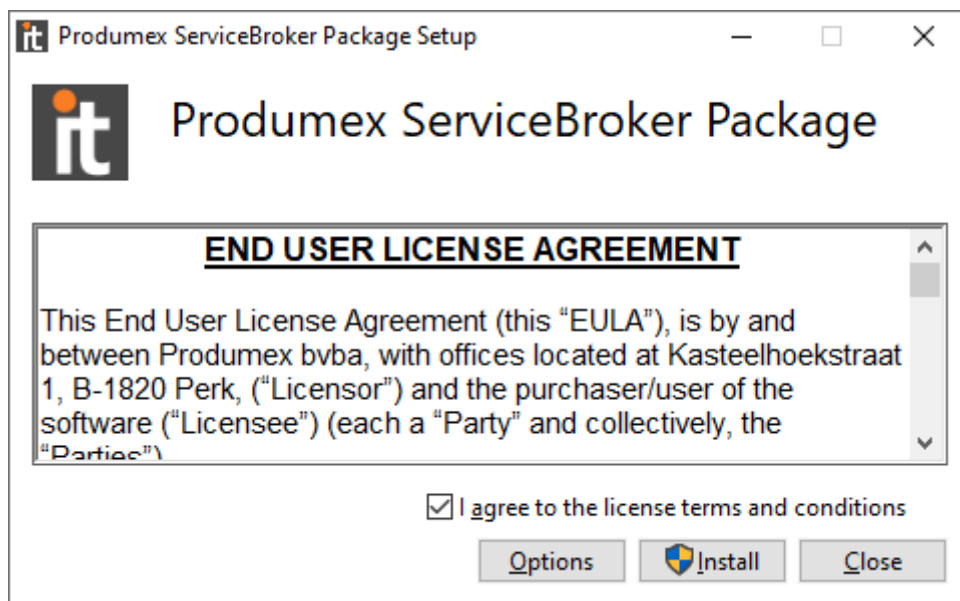 it Produmex ServiceBroker Package Setup
it Produmex ServiceBroker Package
END USER LICENSE AGREEMENT
This End User License Agreement (this “EULA”), is by and
between Produmex bvba, with offices located at Kasteelhoekstraat
1, B-1820 Perk, (“Licensor”) and the purchaser/user of the
software (“Licensee”) (each a “Party” and collectively, the
“Parties”)
I agree to the license terms and conditions
Options Install Close